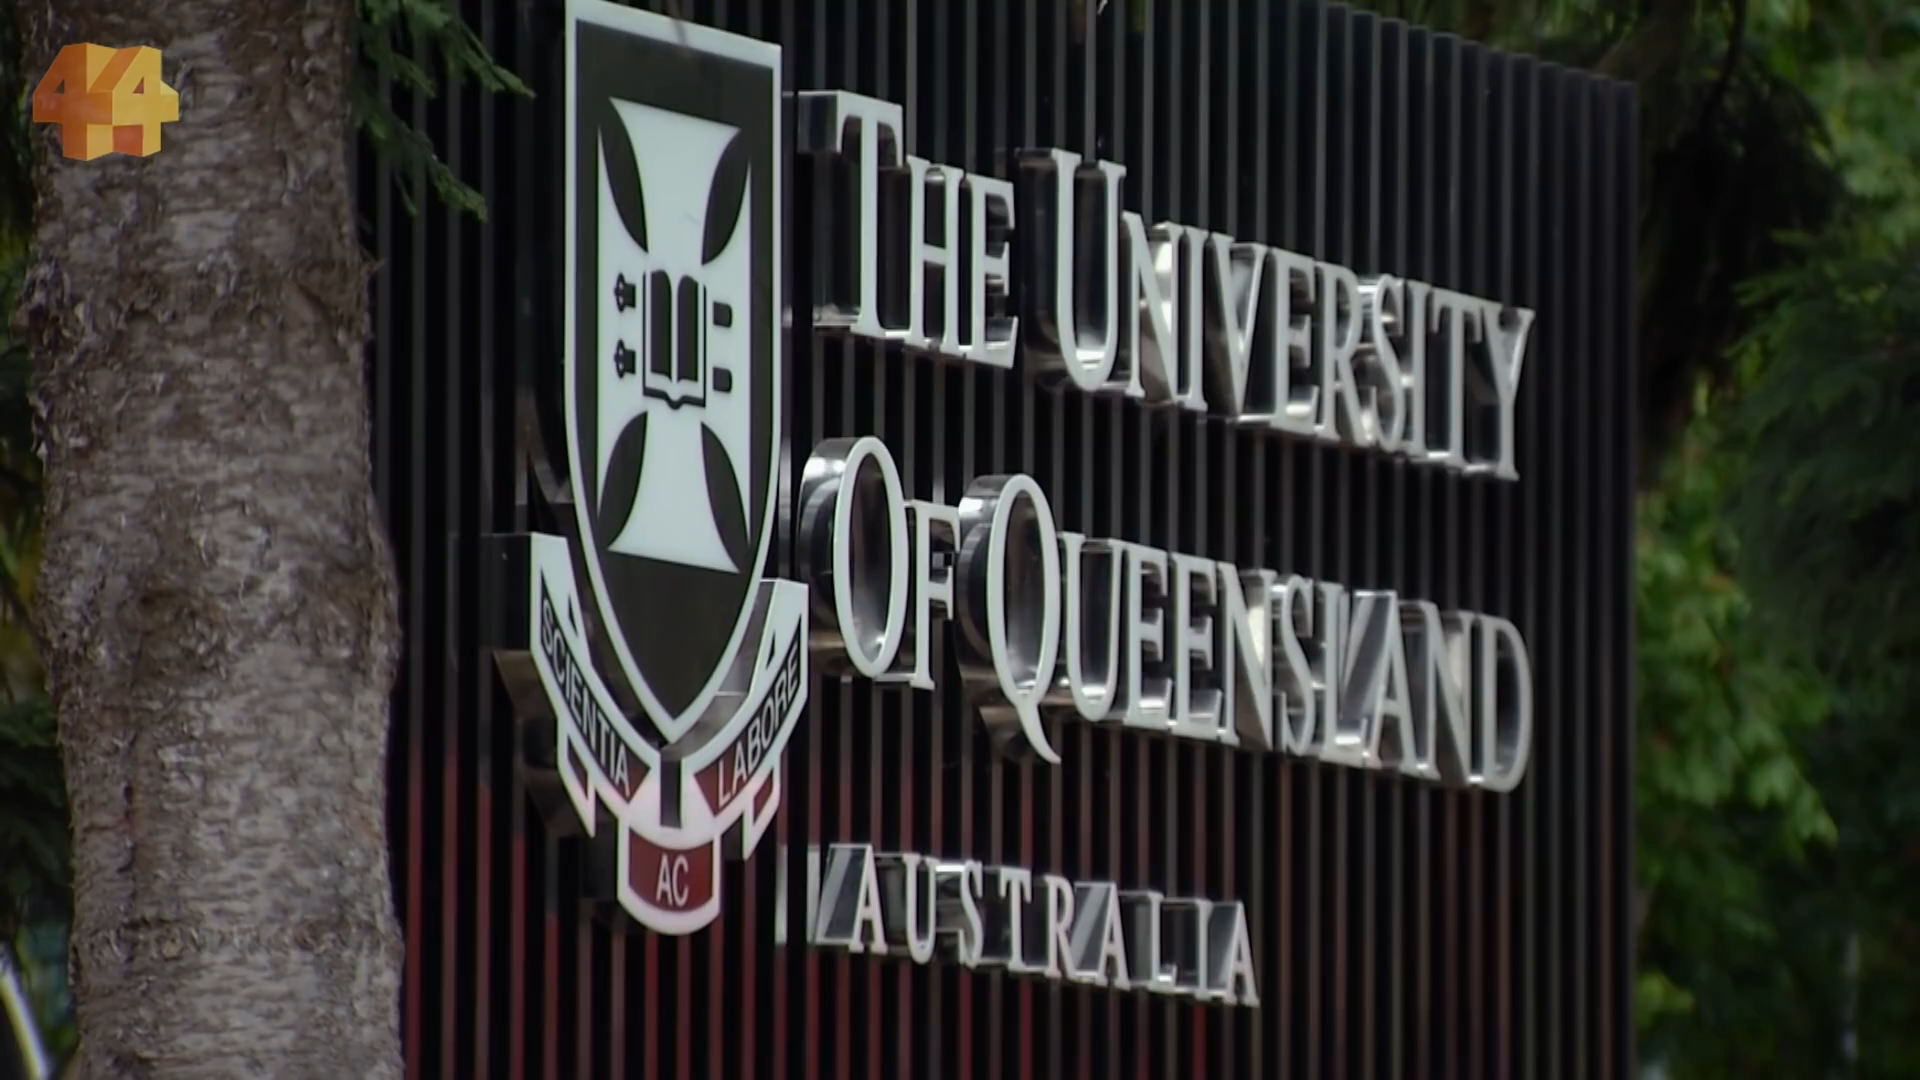 44
THE UNIVERSITY
OF QUEENSLAND
AUSTRALIA
SCIENTIA
AC
LABORE